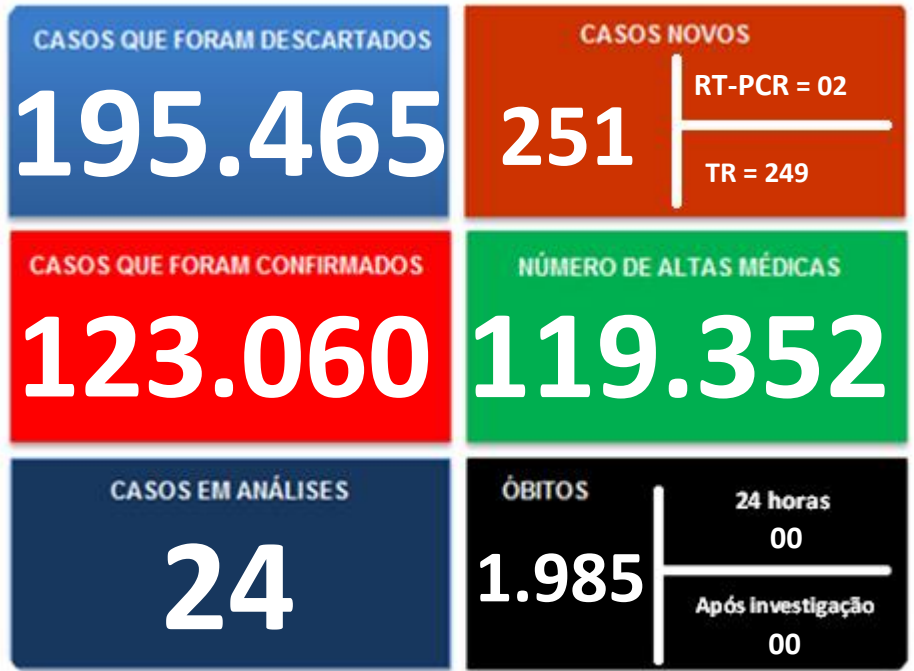 CASOS QUE FORAM DESCARTADOS
195.465
CASOS NOVOS
251
RT-PCR = 02
TR = 249
CASOS QUE FORAM CONFIRMADOS
123.060
NÚMERO DE ALTAS MÉDICAS
119.352
CASOS EM ANÁLISES
24
ÓBITOS
1.985
24 horas
00
Após investigação
00